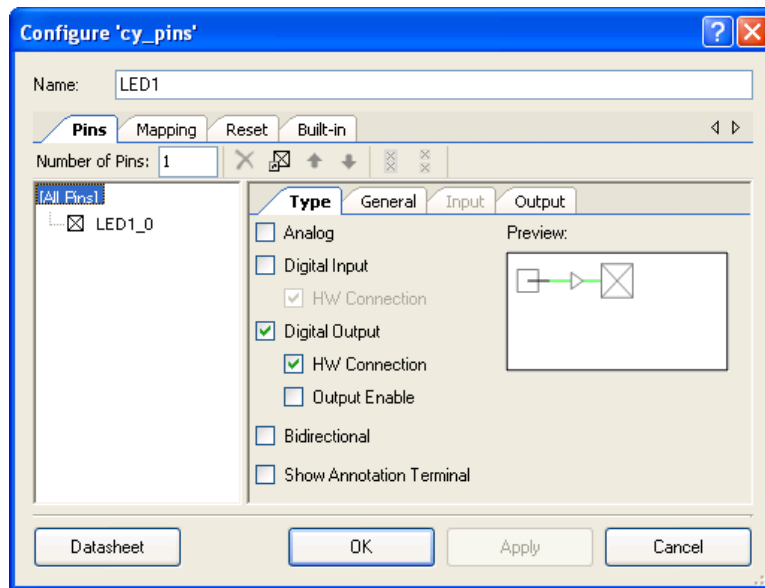 Configure 'cy_pins'
Name: LED1
Pins Mapping Reset Built-in
Number of Pins: 1
[All Pins]
LED1_0
Type General Input Output
Analog
Preview:
Digital Input
HW Connection
Digital Output
HW Connection
Output Enable
Bidirectional
Show Annotation Terminal
Datasheet OK Apply Cancel